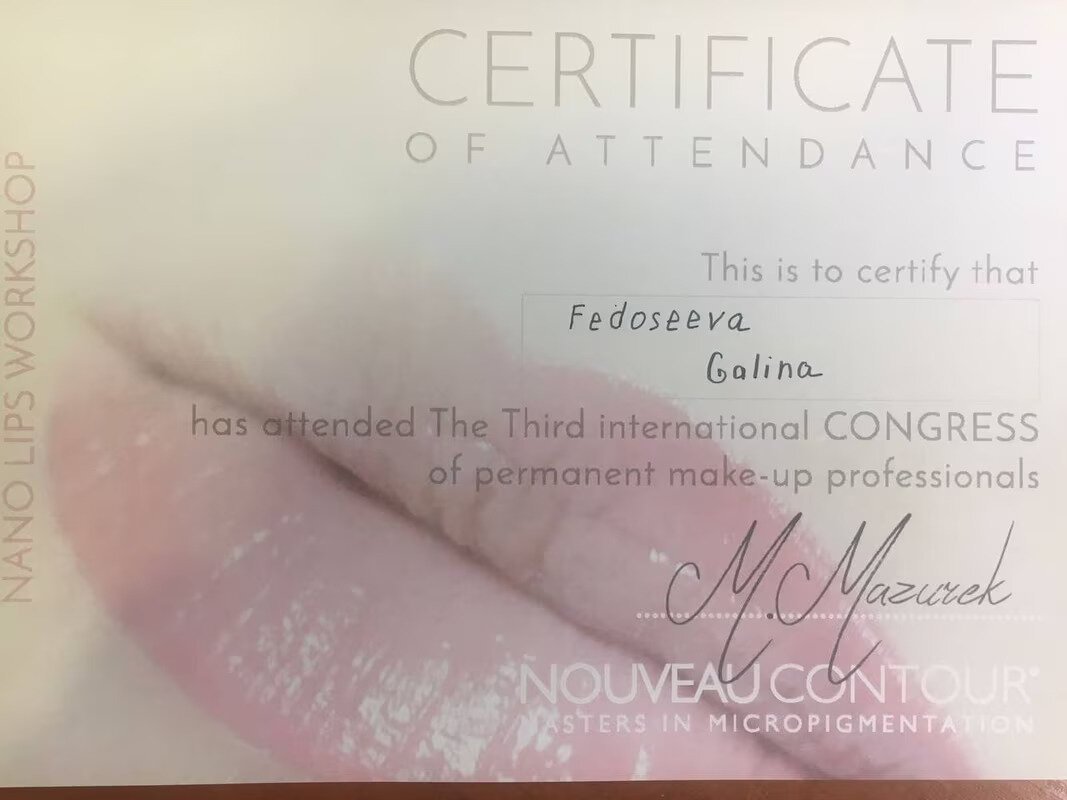 CERTIFICATE
OF ATTENDANCE
NANO LIPS WORKSHOP
This is to certify that
Fedoseeva
Galina
has attended The Third international CONGRESS
of permanent make-up professionals
M. Mazurek
NOUVEAU CONTOUR®
MASTERS IN MICROPIGMENTATION